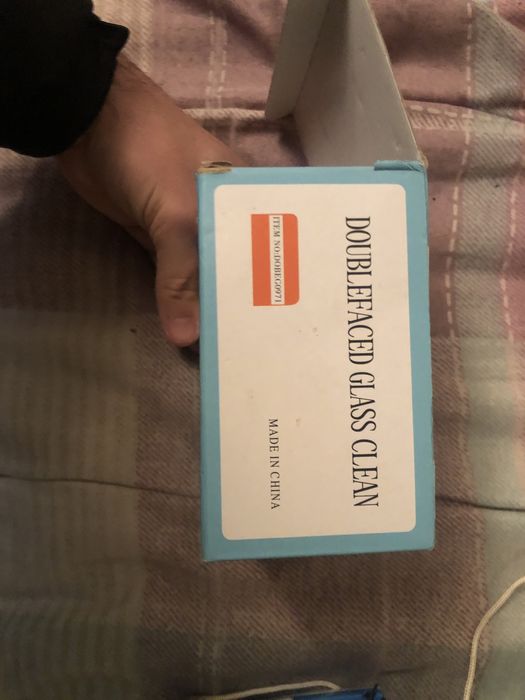 DOUBLEFACED GLASS CLEAN
ITEM NO:DOBEG0971
MADE IN CHINA